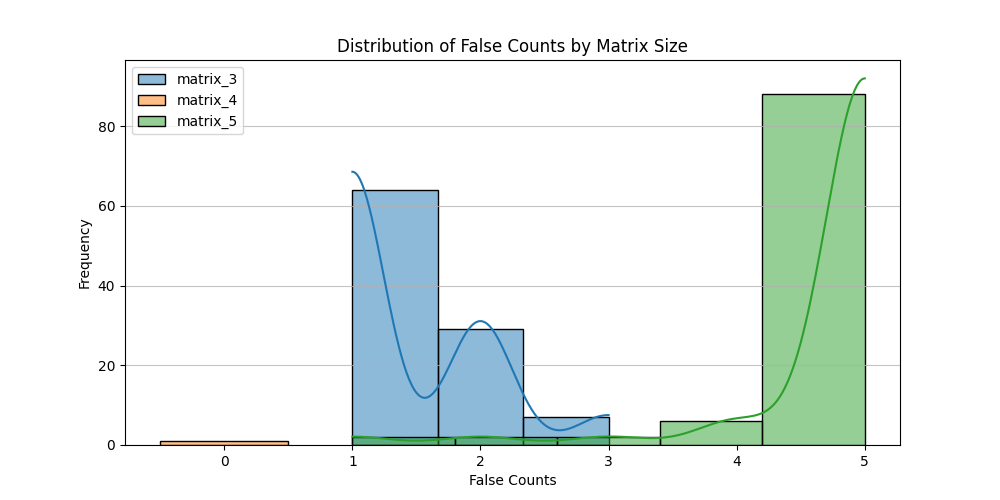 Distribution of False Counts by Matrix Size
matrix_3
matrix_4
matrix_5
Frequency
80
60
40
20
0
0 1 2 3 4 5
False Counts